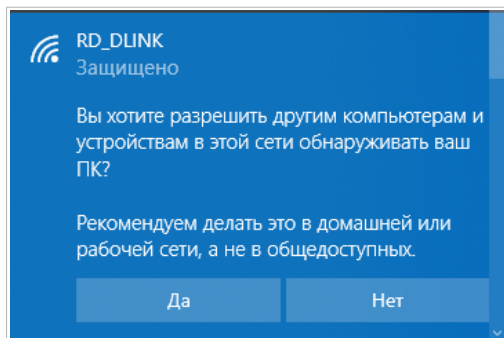 RD_DLINK
Защищено
Вы хотите разрешить другим компьютерам и
устройствам в этой сети обнаруживать ваш
ПК?
Рекомендуем делать это в домашней или
рабочей сети, а не в общедоступных.
Да Нет